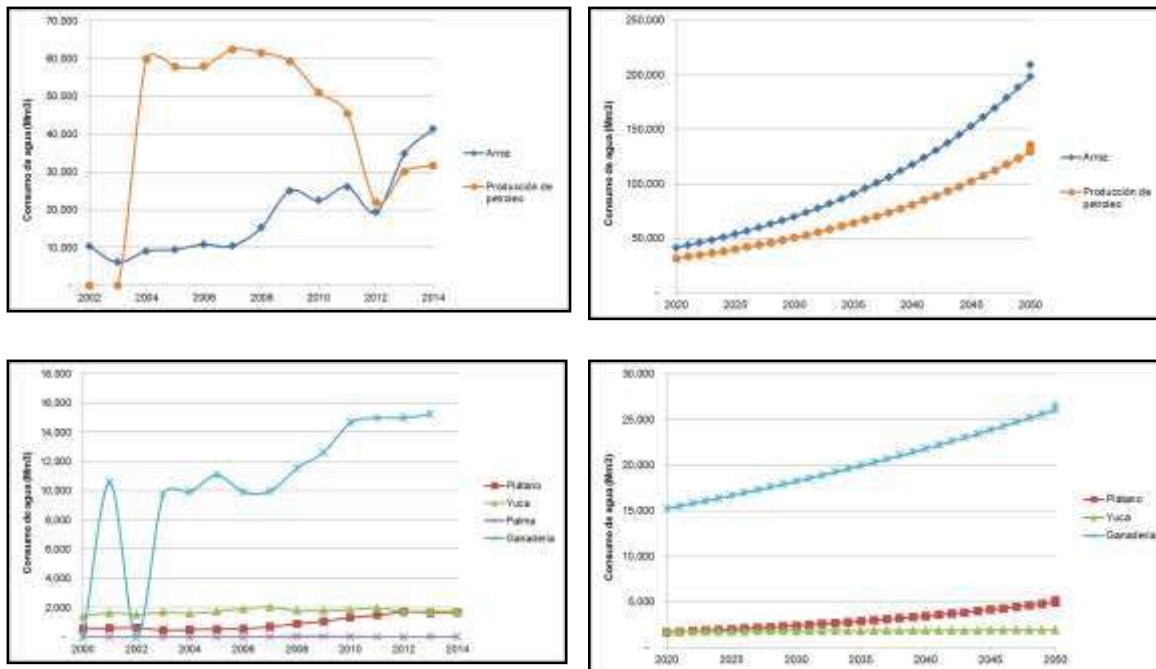 70,000
60,000
50,000
40,000
30,000
20,000
10,000
-
2002 2004 2006 2008 2010 2012 2014
Consumo de agua (Mm3)
Arroz
Producción de
petroleo
250,000
200,000
150,000
100,000
50,000
-
2020 2025 2030 2035 2040 2045 2050
Consumo de agua (Mm3)
Arroz
Producción de
petroleo
18,000
16,000
14,000
12,000
10,000
8,000
6,000
4,000
2,000
-
2000 2002 2004 2006 2008 2010 2012 2014
Consumo de agua (Mm3)
Plátano
Yuca
Palma
Ganadería
30,000
25,000
20,000
15,000
10,000
5,000
-
2020 2025 2030 2035 2040 2045 2050
Consumo de agua (Mm3)
Plátano
Yuca
Ganadería